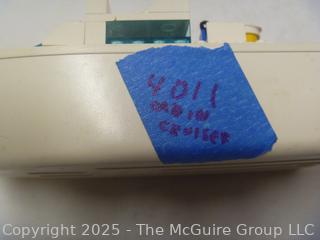 4011
CABIN
CRUISER
Copyright 2025 - The McGuire Group LLC